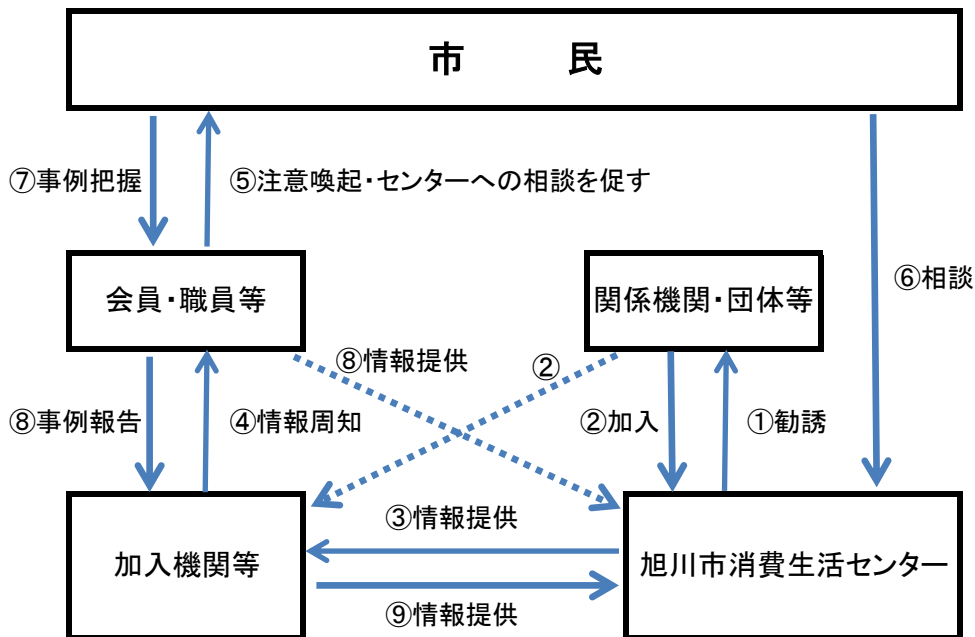 市　　　民
⑦事例把握
⑤注意喚起・センターへの相談を促す
⑥相談
会員・職員等
関係機関・団体等
⑧情報提供
②
⑧事例報告
④情報周知
②加入
①勧誘
③情報提供
加入機関等
旭川市消費生活センター
⑨情報提供